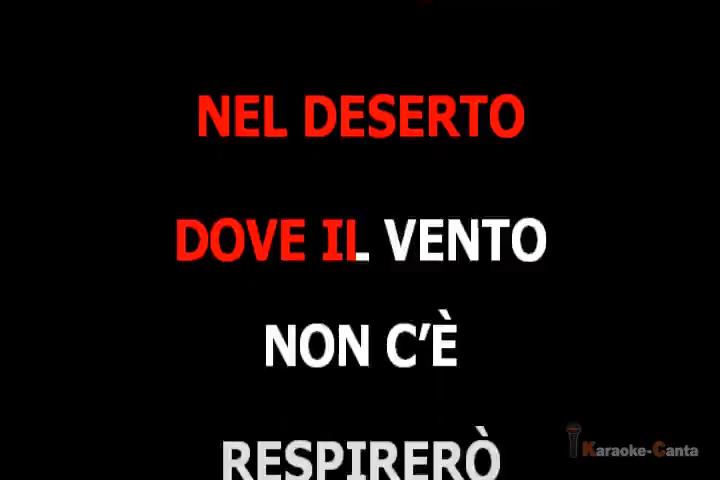 NEL DESERTO
DOVE IL VENTO
NON C’È
RESPIRERÒ
Karaoke-Canta